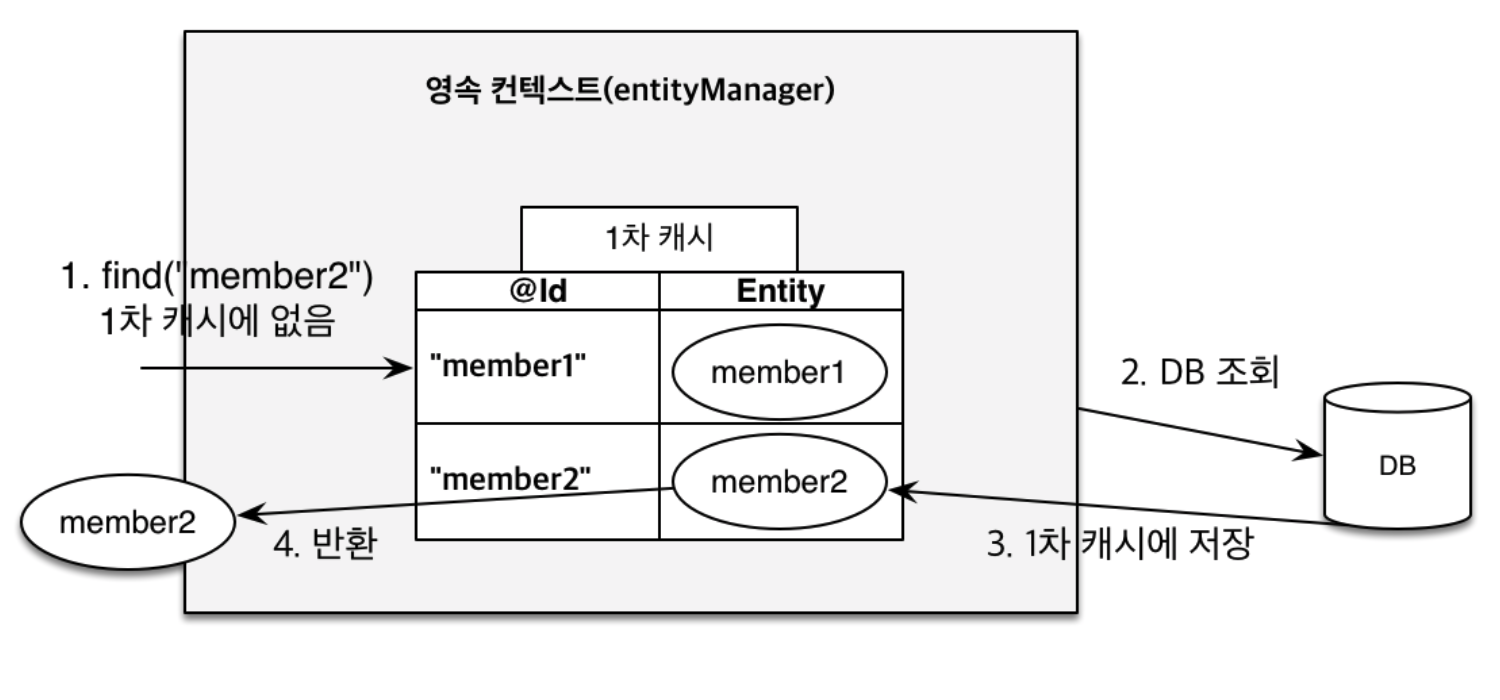 영속 컨텍스트(entityManager)
1차 캐시
1. find("member2")
1차 캐시에 없음
@Id
Entity
"member1"
member1
2. DB 조회
DB
"member2"
member2
member2
4. 반환
3. 1차 캐시에 저장